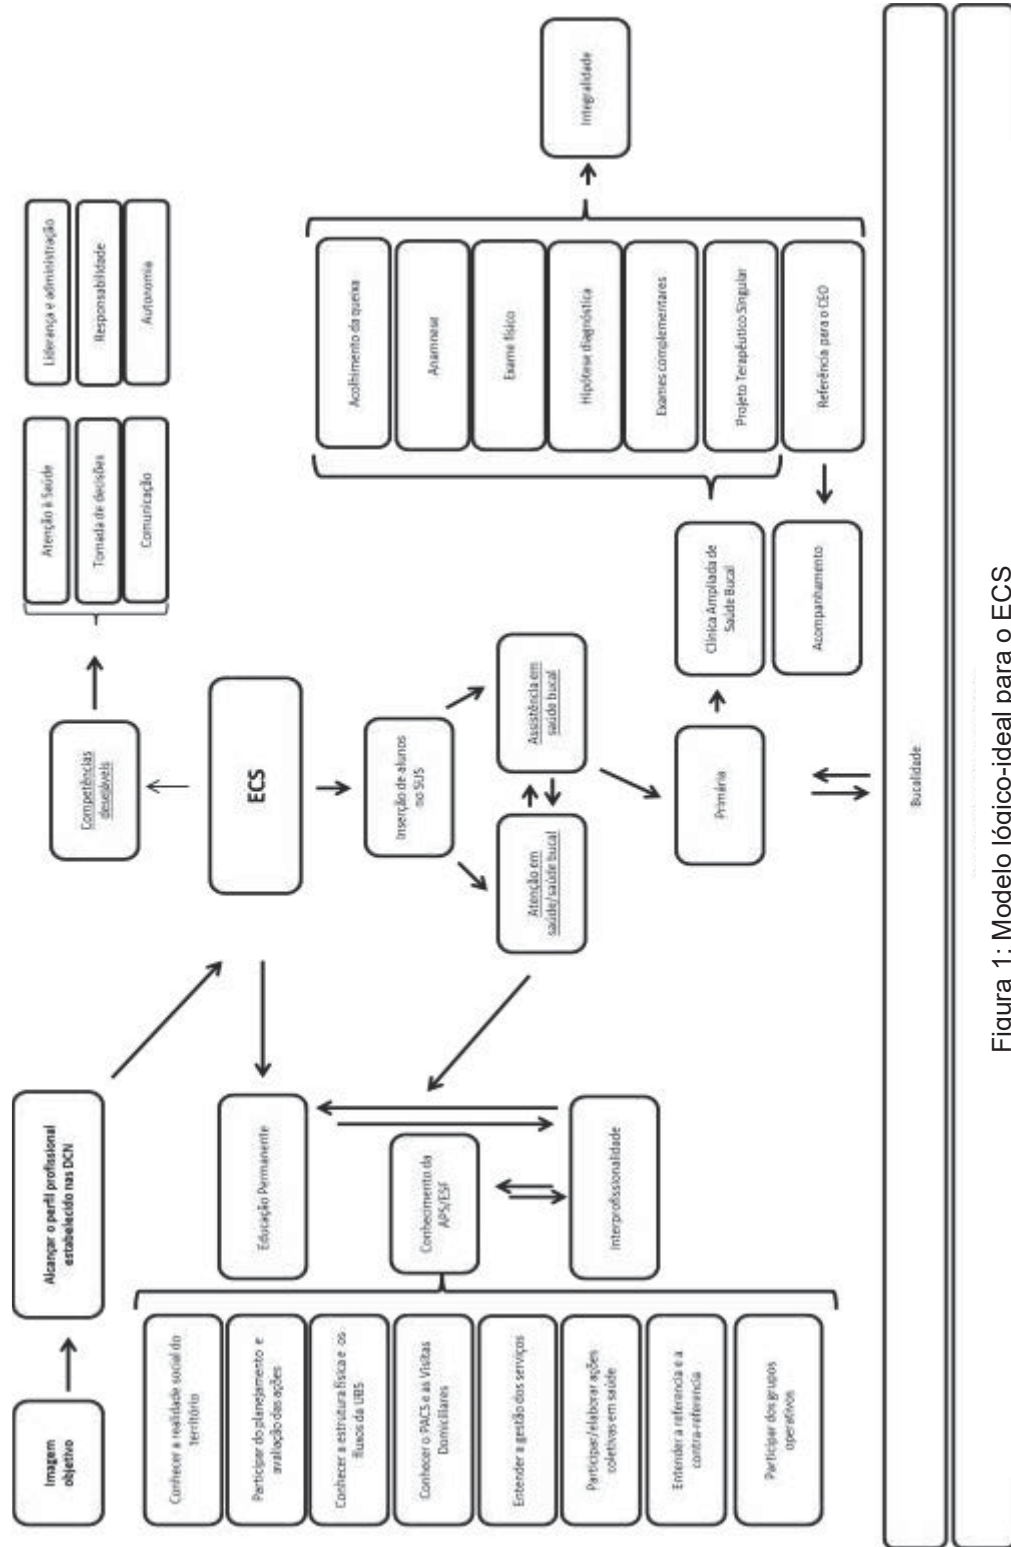 Imagem
objetivo
Alcançar o perfil profissional
estabelecido nas DCN
Competências
desejáveis
Atenção à Saúde
Tomada de decisões
Comunicação
Liderança e administração
Responsabilidade
Autonomia
ECS
Educação Permanente
Conhecimento da
APS/ESF
Interprofissionalidade
Conhecer a realidade social do
território
Participar do planejamento e
avaliação das ações
Conhecer a estrutura física e os
fluxos da UBS
Conhecer o PACS e as Visitas
Domiciliares
Entender a gestão dos serviços
Participar/elaborar ações
coletivas em saúde
Entender a referencia e a
contra-referencia
Participar dos grupos
operativos
Inserção de alunos
no SUS
Atenção em
saúde/saúde bucal
Assistência em
saúde bucal
Primária
Clínica Ampliada de
Saúde Bucal
Acompanhamento
Acolhimento da queixa
Anamnese
Exame físico
Hipótese diagnóstica
Exames complementares
Projeto Terapêutico Singular
Referência para o CEO
Integralidade
Bucalidade
Figura 1: Modelo lógico-ideal para o ECS